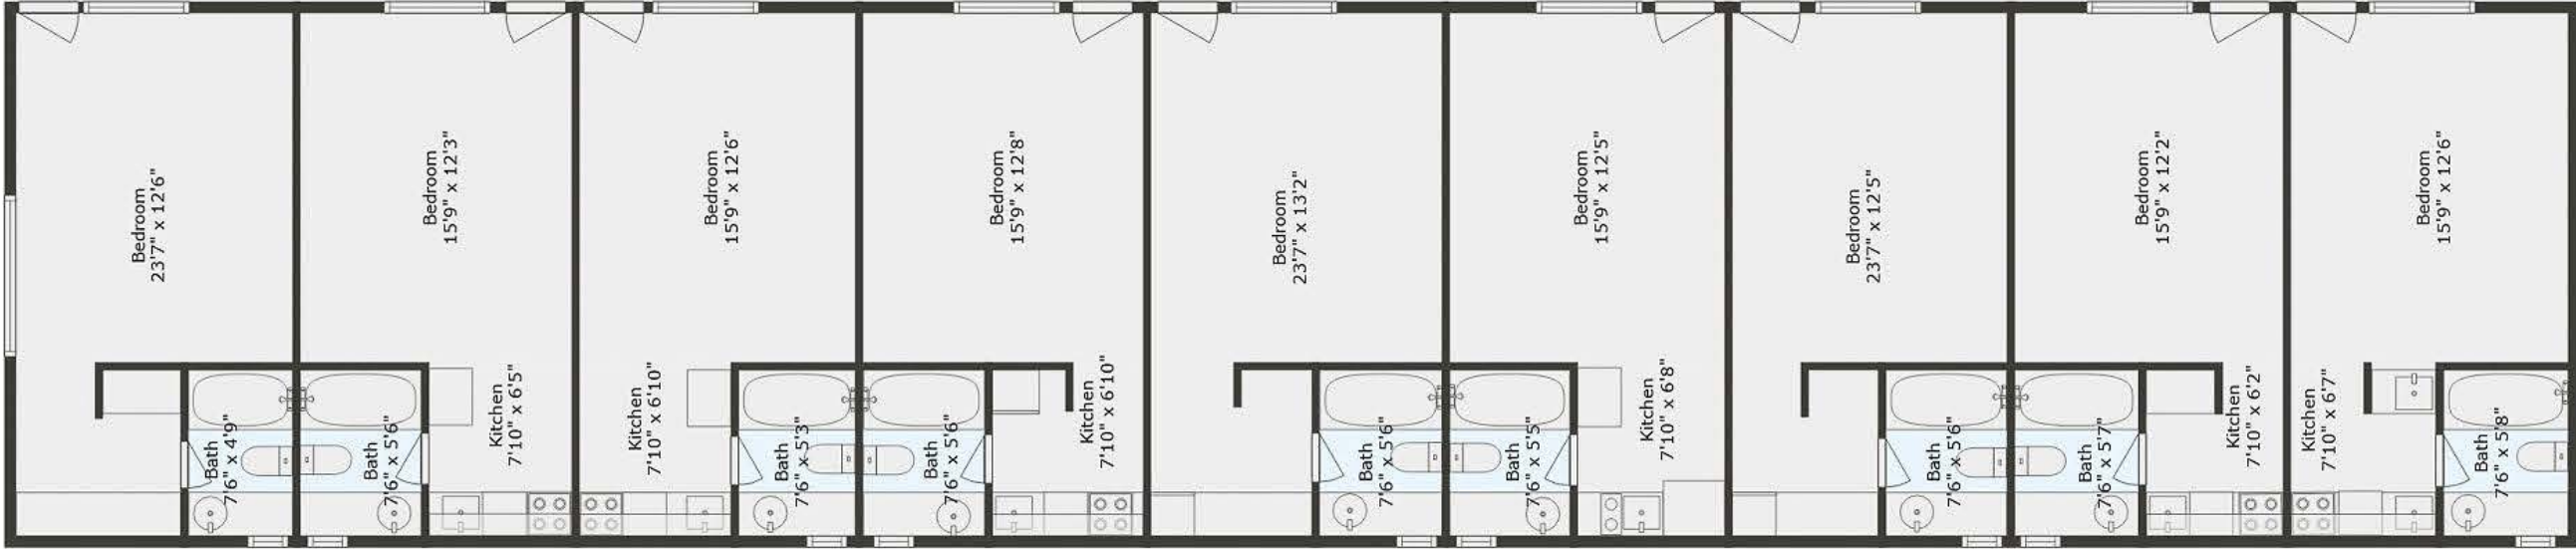 Bedroom
23'7" x 12'6"
Bath
7'6" x 4'9"
Bedroom
15'9" x 12'3"
Bath
7'6" x 5'6"
Kitchen
7'10" x 6'5"
Bedroom
15'9" x 12'6"
Kitchen
7'10" x 6'10"
Bath
7'6" x 5'3"
Bedroom
15'9" x 12'8"
Bath
7'6" x 5'6"
Kitchen
7'10" x 6'10"
Bedroom
23'7" x 13'2"
Bath
7'6" x 5'6"
Bedroom
15'9" x 12'5"
Bath
7'6" x 5'5"
Kitchen
7'10" x 6'8"
Bedroom
23'7" x 12'5"
Bath
7'6" x 5'6"
Bedroom
15'9" x 12'2"
Bath
7'6" x 5'7"
Kitchen
7'10" x 6'2"
Bedroom
15'9" x 12'6"
Kitchen
7'10" x 6'7"
Bath
7'6" x 5'8"